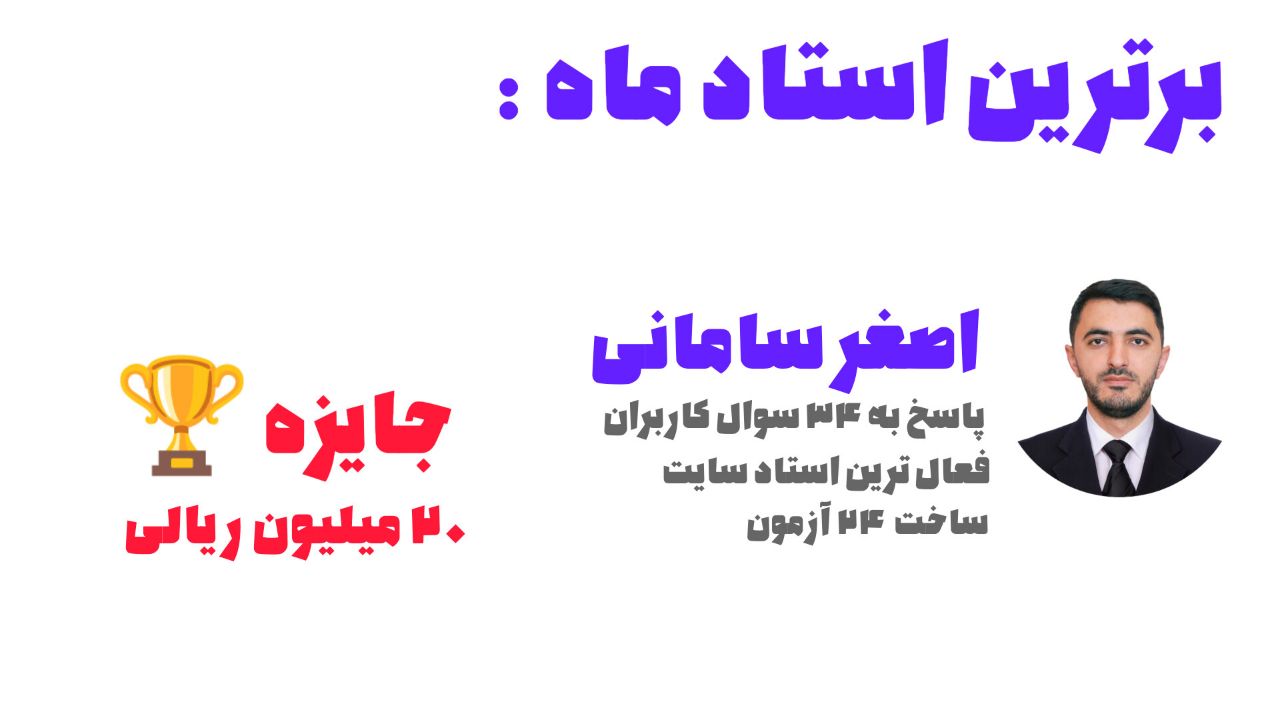 برترین استاد ماه :
اصغر سامانی
پاسخ به ۳۴ سوال کاربران
فعال ترین استاد سایت
ساخت ۲۴ آزمون
جایزه
۲۰ میلیون ریالی